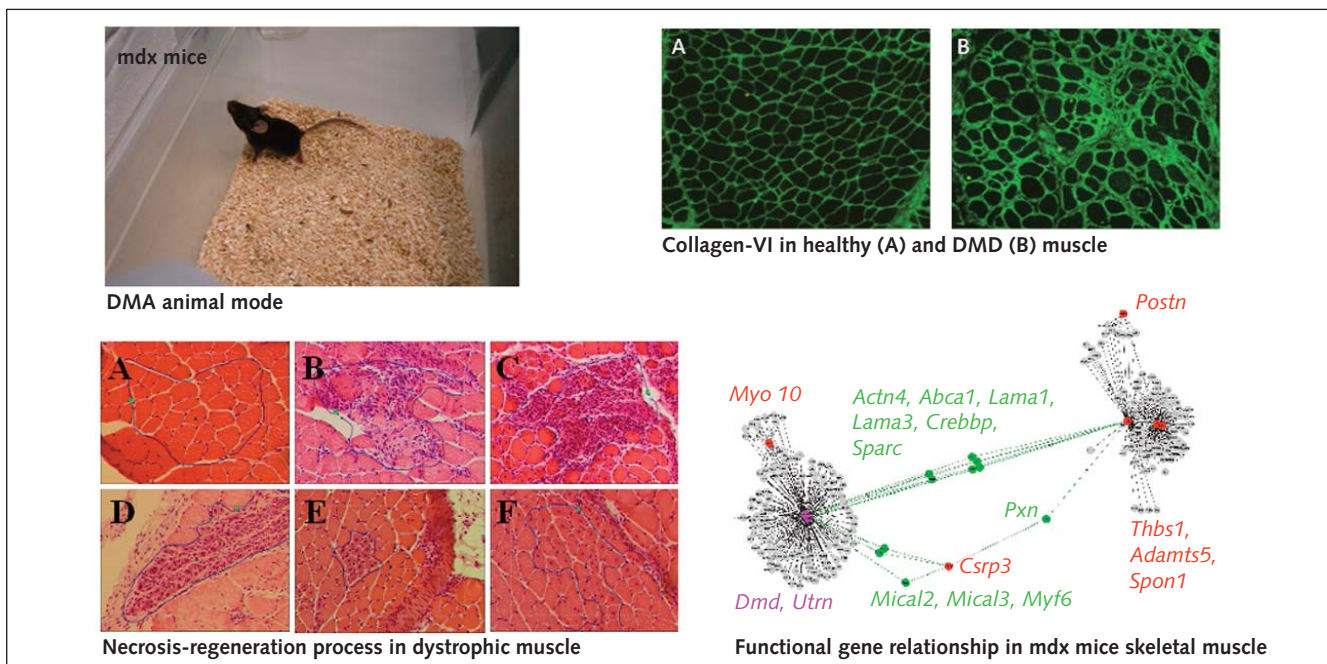 mdx mice
DMA animal mode
A
B
Collagen-VI in healthy (A) and DMD (B) muscle
A
B
C
D
E
F
Necrosis-regeneration process in dystrophic muscle
Postn
Myo 10
Actn4, Abca1, Lama1,
Lama3, Crebbp,
Sparc
Pxn
Thbs1,
Adamts5,
Spon1
Csrp3
Dmd, Utrn
Mical2, Mical3, Myf6
Functional gene relationship in mdx mice skeletal muscle